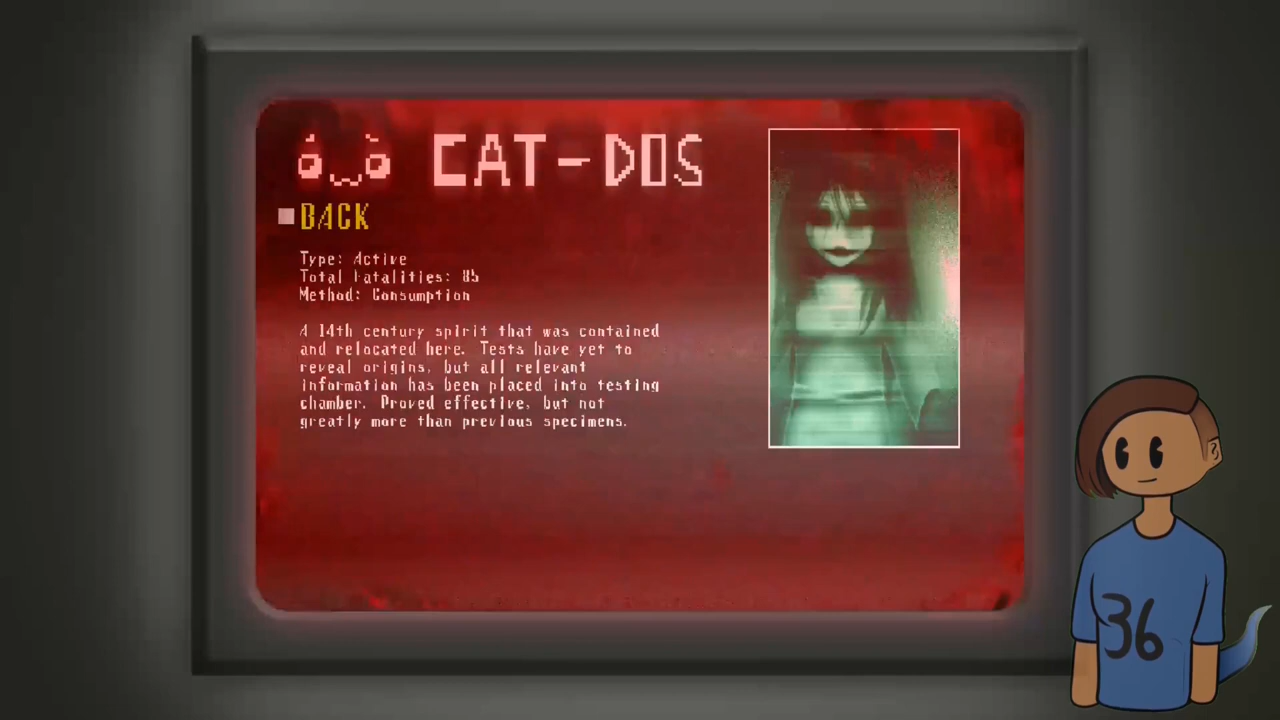 CAT-DOS
BACK
Type: Active
Total Fatalities: 85
Method: Consumption
A 14th century spirit that was contained
and relocated here. Tests have yet to
reveal origins, but all relevant
information has been placed into testing
chamber. Proved effective, but not
greatly more than previous specimens.
36